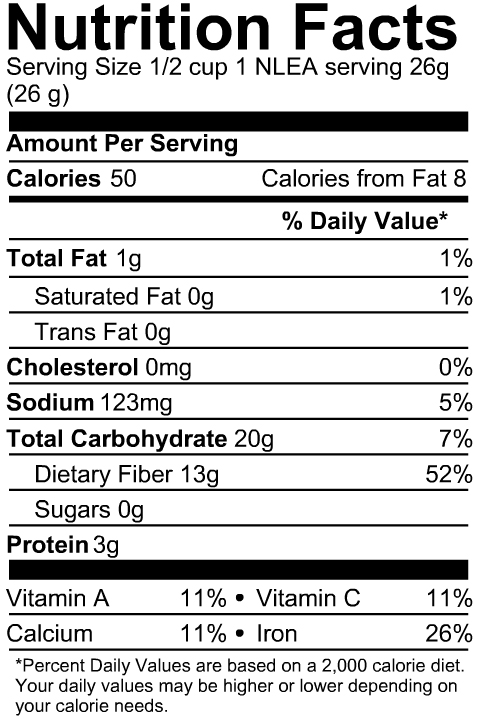 Nutrition Facts
Serving Size 1/2 cup 1 NLEA serving 26g
(26 g)
Amount Per Serving
Calories 50 Calories from Fat 8
% Daily Value*
Total Fat 1g 1%
Saturated Fat 0g 1%
Trans Fat 0g
Cholesterol 0mg 0%
Sodium 123mg 5%
Total Carbohydrate 20g 7%
Dietary Fiber 13g 52%
Sugars 0g
Protein 3g
Vitamin A 11% • Vitamin C 11%
Calcium 11% • Iron 26%
*Percent Daily Values are based on a 2,000 calorie diet.
Your daily values may be higher or lower depending on
your calorie needs.